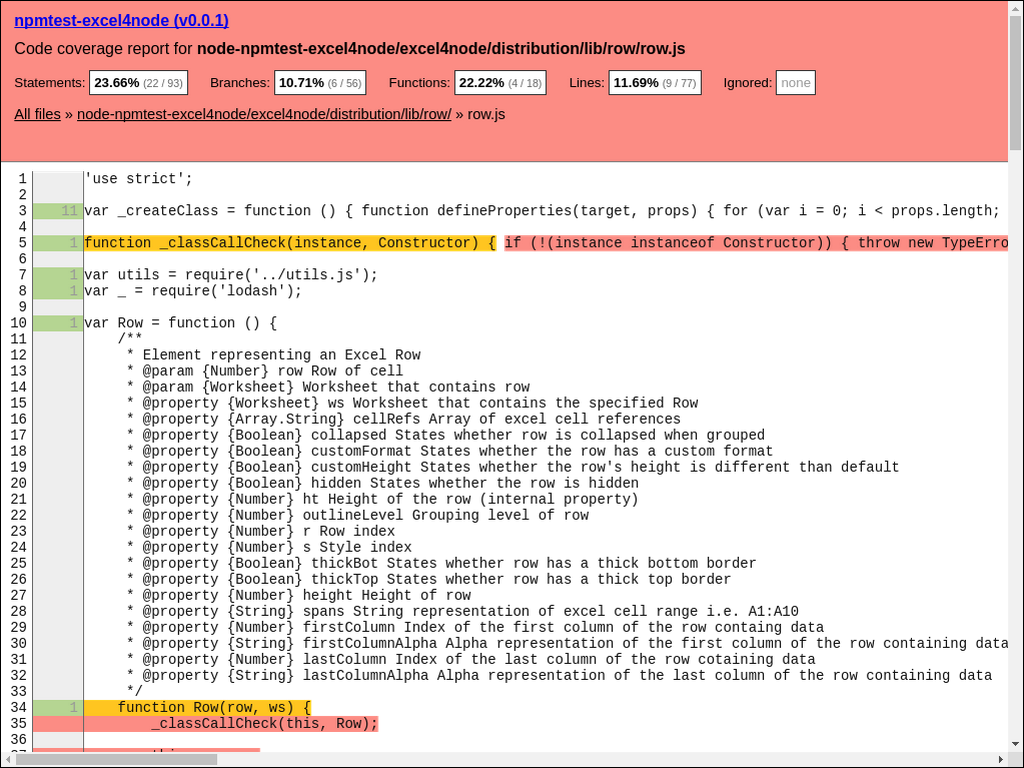 npmtest-excel4node (v0.0.1)
Code coverage report for node-npmtest-excel4node/excel4node/distribution/lib/row/row.js
Statements: 23.66% (22 / 93) Branches: 10.71% (6 / 56) Functions: 22.22% (4 / 18) Lines: 11.69% (9 / 77) Ignored: none
All files » node-npmtest-excel4node/excel4node/distribution/lib/row/ » row.js
1 'use strict';
2
3 11 var _createClass = function () { function defineProperties(target, props) { for (var i = 0; i < props.length;
4
5 1 function _classCallCheck(instance, Constructor) { if (!(instance instanceof Constructor)) { throw new TypeErro
6
7 1 var utils = require('../utils.js');
8 1 var _ = require('lodash');
9
10 1 var Row = function () {
11 /**
12 * Element representing an Excel Row
13 * @param {Number} row Row of cell
14 * @param {Worksheet} Worksheet that contains row
15 * @property {Worksheet} ws Worksheet that contains the specified Row
16 * @property {Array.String} cellRefs Array of excel cell references
17 * @property {Boolean} collapsed States whether row is collapsed when grouped
18 * @property {Boolean} customFormat States whether the row has a custom format
19 * @property {Boolean} customHeight States whether the row's height is different than default
20 * @property {Boolean} hidden States whether the row is hidden
21 * @property {Number} ht Height of the row (internal property)
22 * @property {Number} outlineLevel Grouping level of row
23 * @property {Number} r Row index
24 * @property {Number} s Style index
25 * @property {Boolean} thickBot States whether row has a thick bottom border
26 * @property {Boolean} thickTop States whether row has a thick top border
27 * @property {Number} height Height of row
28 * @property {String} spans String representation of excel cell range i.e. A1:A10
29 * @property {Number} firstColumn Index of the first column of the row containg data
30 * @property {String} firstColumnAlpha Alpha representation of the first column of the row containing data
31 * @property {Number} lastColumn Index of the last column of the row cotaining data
32 * @property {String} lastColumnAlpha Alpha representation of the last column of the row containing data
33 */
34 1 function Row(row, ws) {
35 _classCallCheck(this, Row);
36